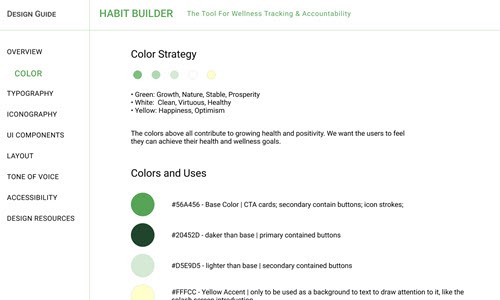 DESIGN GUIDE
HABIT BUILDER
The Tool For Wellness Tracking & Accountability
OVERVIEW
COLOR
TYPOGRAPHY
ICONOGRAPHY
UI COMPONENTS
LAYOUT
TONE OF VOICE
ACCESSIBILITY
DESIGN RESOURCES
Color Strategy
• Green: Growth, Nature, Stable, Prosperity
• White: Clean, Virtuous, Healthy
• Yellow: Happiness, Optimism
The colors above all contribute to growing health and positivity. We want the users to feel
they can achieve their health and wellness goals.
Colors and Uses
#56A456 - Base Color | CTA cards; secondary contain buttons; icon strokes;
#20452D - daker than base | primary contained buttons
#D5E9D5 - lighter than base | secondary contained buttons
#FFFCC - Yellow Accent | only to be used as a background to text to draw attention to it, like the
splash screen introduction